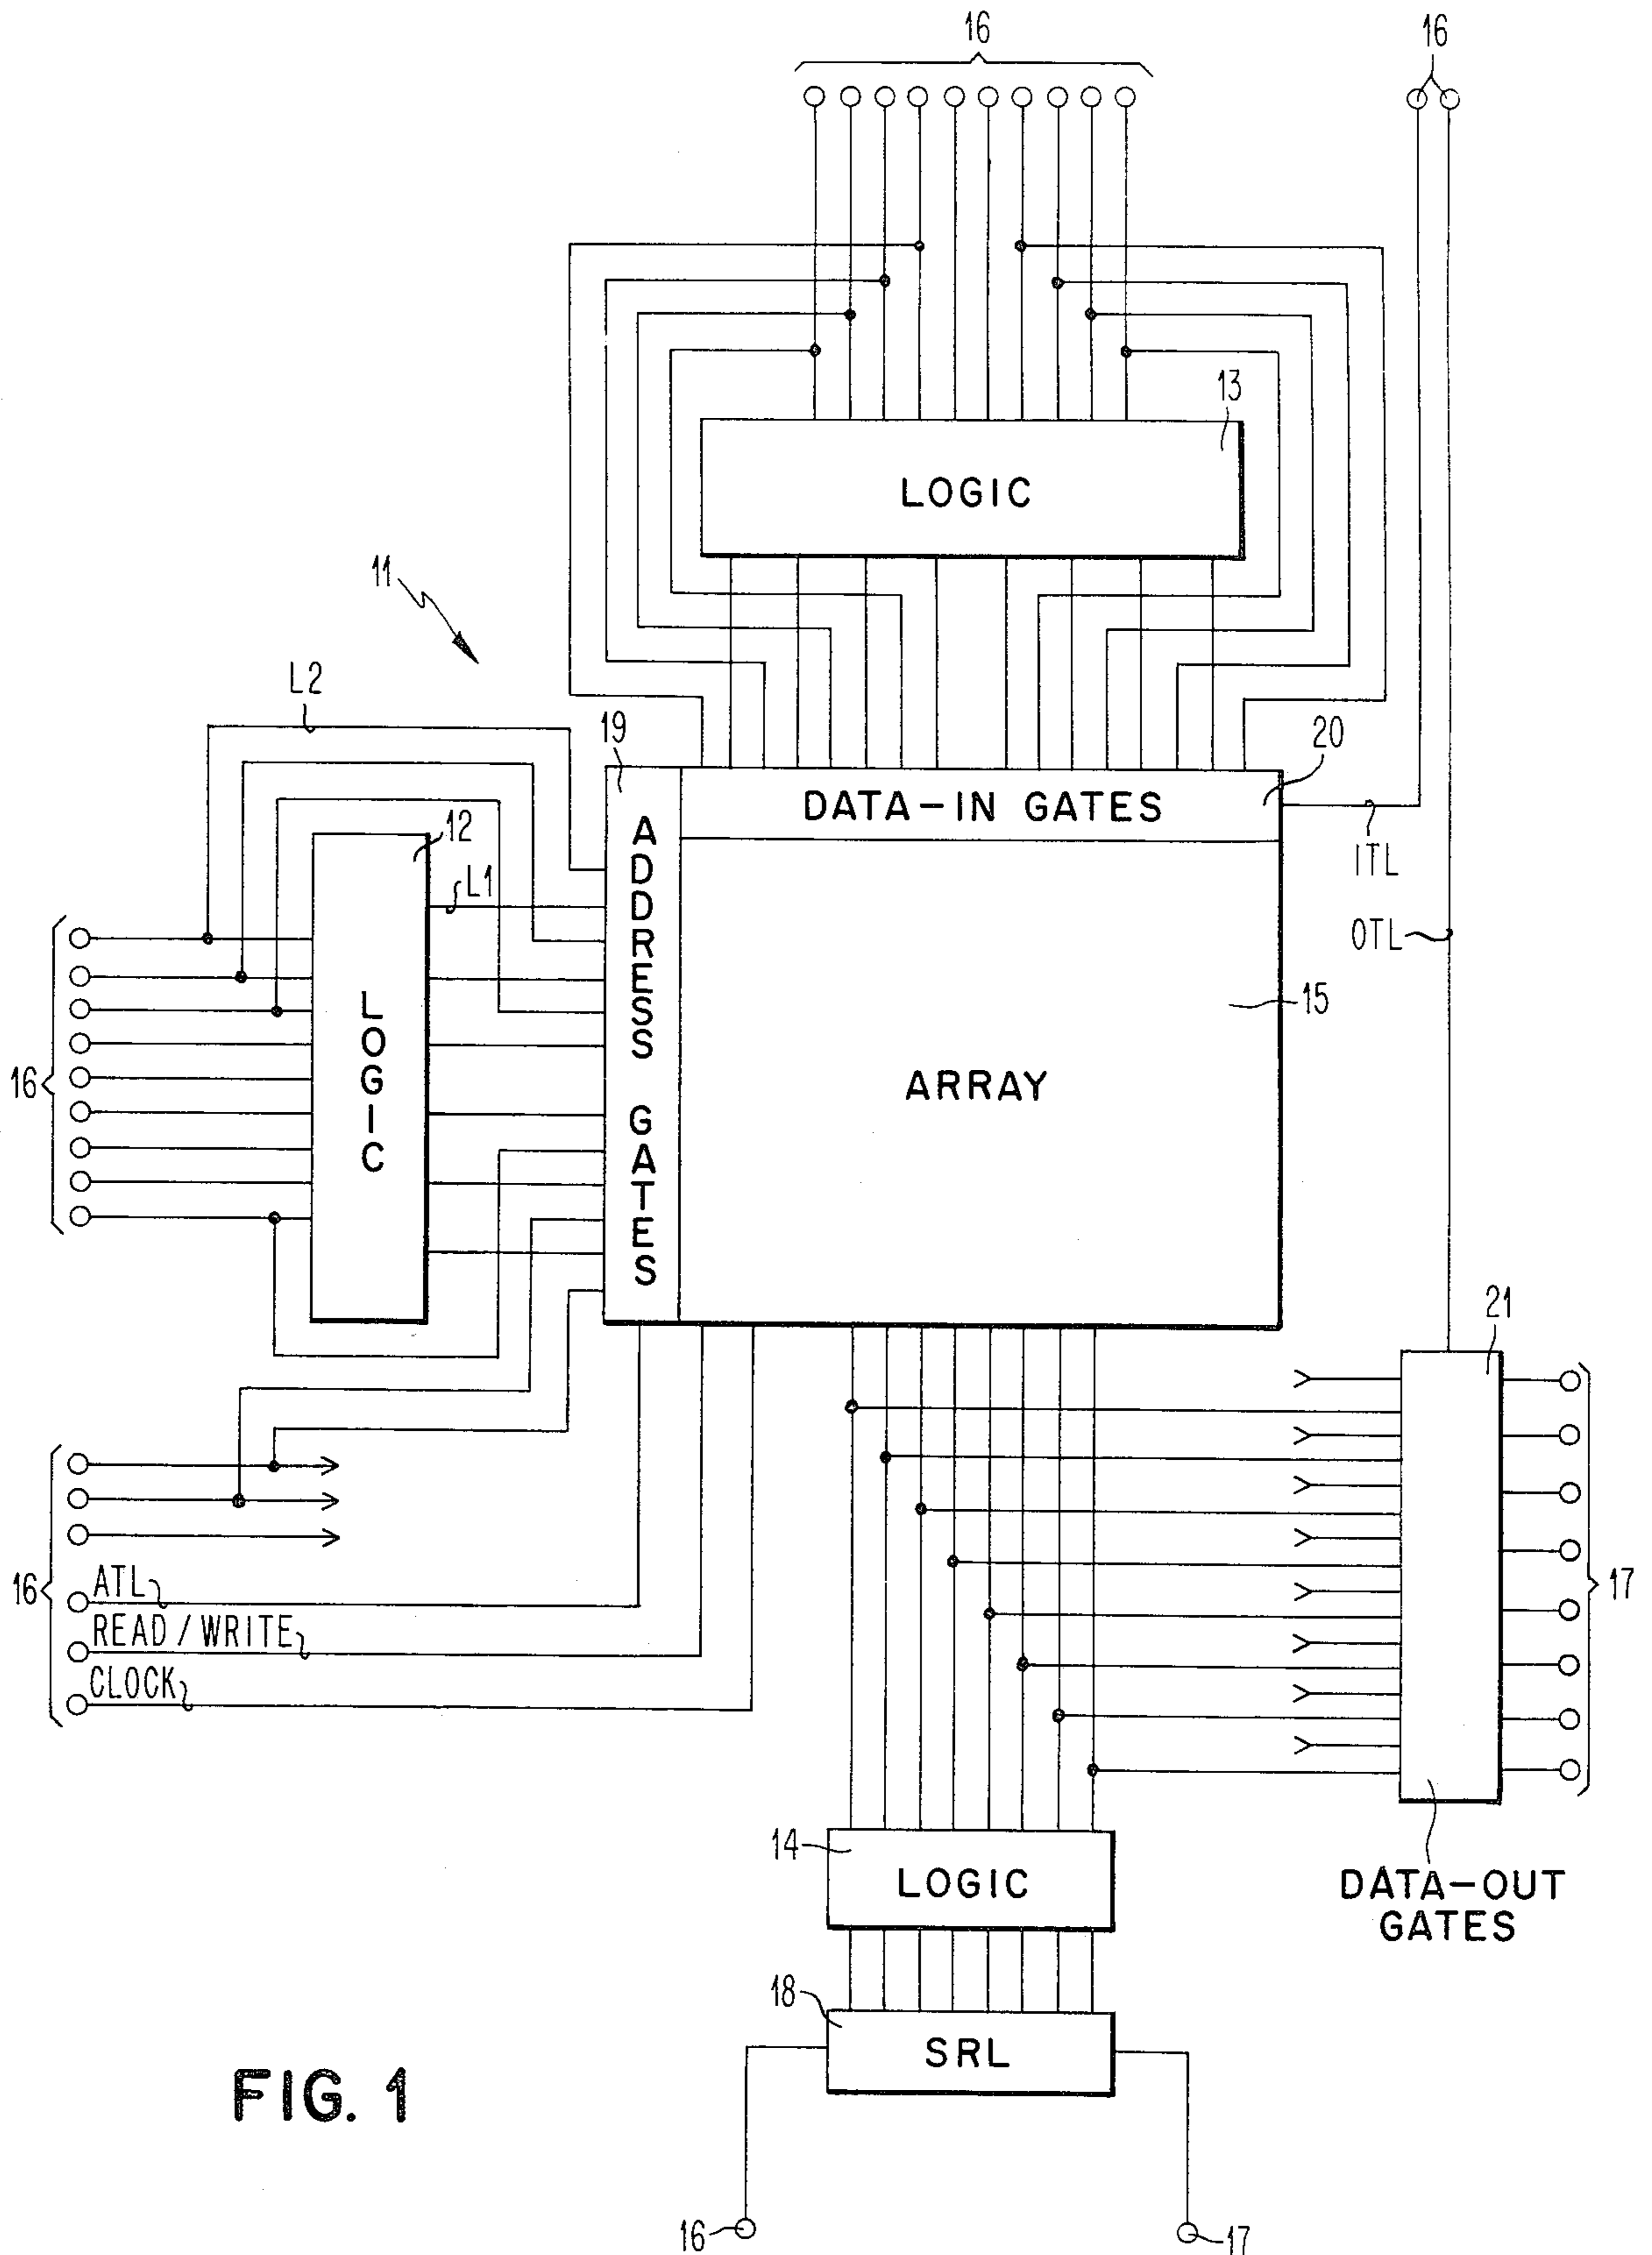 16
16
13
LOGIC
11
L2
19
20
DATA-IN GATES
12
L1
ITL
OTL
ADDRESS GATES
15
16
LOGIC
ARRAY
21
16
ATL
READ / WRITE
CLOCK
17
14
LOGIC
DATA-OUT
GATES
18
SRL
FIG. 1
16
17